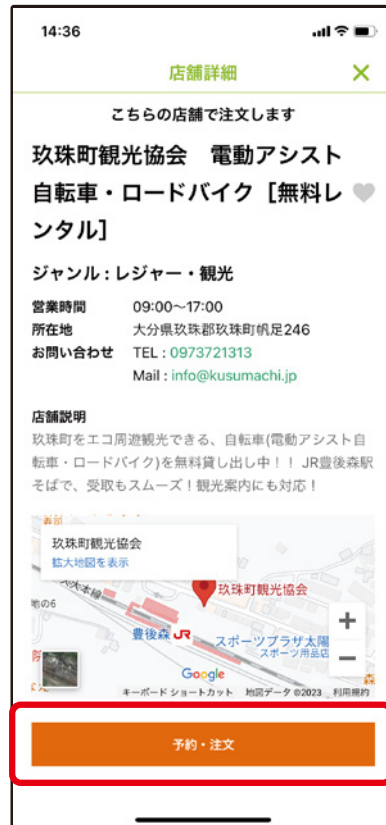 14:36
店舗詳細
こちらの店舗で注文します
玖珠町観光協会　電動アシスト
自転車・ロードバイク［無料レ
ンタル］
ジャンル : レジャー・観光
営業時間 09:00〜17:00
所在地 大分県玖珠郡玖珠町帆足246
お問い合わせ TEL : 0973721313
Mail : info@kusumachi.jp
店舗説明
玖珠町をエコ周遊観光できる、自転車(電動アシスト自
転車・ロードバイク)を無料貸し出し中！！ JR豊後森駅
そばで、受取もスムーズ！観光案内にも対応！
玖珠町観光協会
拡大地図を表示
玖珠町観光協会
地の6
豊後森 JR
スポーツプラザ太陽
スポーツ用品店
Google
キーボード ショートカット 地図データ ©2023 利用規約
予約・注文